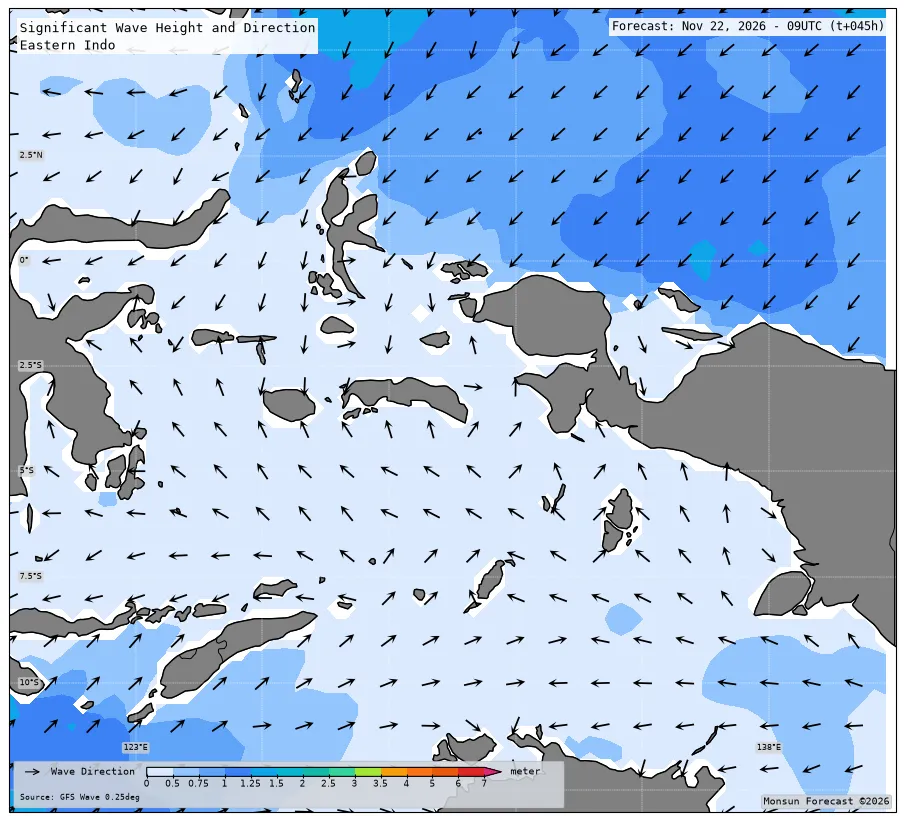 Significant Wave Height and Direction
Eastern Indo
Forecast: Nov 22, 2026 - 09UTC (t+045h)
2.5°N
0°
2.5°S
5°S
7.5°S
10°S
123°E
138°E
Wave Direction
meter
0 0.5 0.75 1 1.25 1.5 2 2.5 3 3.5 4 5 6 7
Source: GFS Wave 0.25deg
Monsun Forecast ©2026